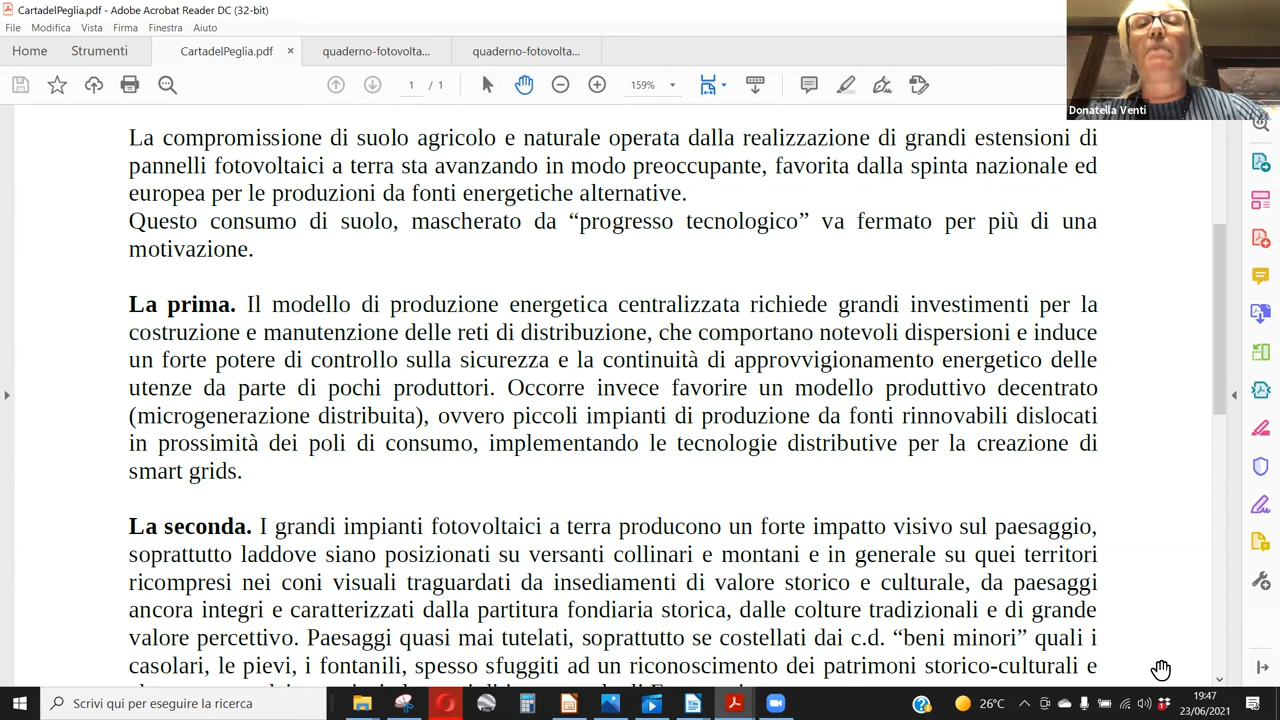 CartadelPeglia.pdf - Adobe Acrobat Reader DC (32-bit)
File Modifica Vista Firma Finestra Aiuto
Home Strumenti CartadelPeglia.pdf × quaderno-fotovolta... quaderno-fotovolta...
1 / 1 159%
Donatella Venti
La compromissione di suolo agricolo e naturale operata dalla realizzazione di grandi estensioni di
pannelli fotovoltaici a terra sta avanzando in modo preoccupante, favorita dalla spinta nazionale ed
europea per le produzioni da fonti energetiche alternative.
Questo consumo di suolo, mascherato da “progresso tecnologico” va fermato per più di una
motivazione.
La prima. Il modello di produzione energetica centralizzata richiede grandi investimenti per la
costruzione e manutenzione delle reti di distribuzione, che comportano notevoli dispersioni e induce
un forte potere di controllo sulla sicurezza e la continuità di approvvigionamento energetico delle
utenze da parte di pochi produttori. Occorre invece favorire un modello produttivo decentrato
(microgenerazione distribuita), ovvero piccoli impianti di produzione da fonti rinnovabili dislocati
in prossimità dei poli di consumo, implementando le tecnologie distributive per la creazione di
smart grids.
La seconda. I grandi impianti fotovoltaici a terra producono un forte impatto visivo sul paesaggio,
soprattutto laddove siano posizionati su versanti collinari e montani e in generale su quei territori
ricompresi nei coni visuali traguardati da insediamenti di valore storico e culturale, da paesaggi
ancora integri e caratterizzati dalla partitura fondiaria storica, dalle colture tradizionali e di grande
valore percettivo. Paesaggi quasi mai tutelati, soprattutto se costellati dai c.d. “beni minori” quali i
casolari, le pievi, i fontanili, spesso sfuggiti ad un riconoscimento dei patrimoni storico-culturali e
Scrivi qui per eseguire la ricerca
26°C
19:47
23/06/2021